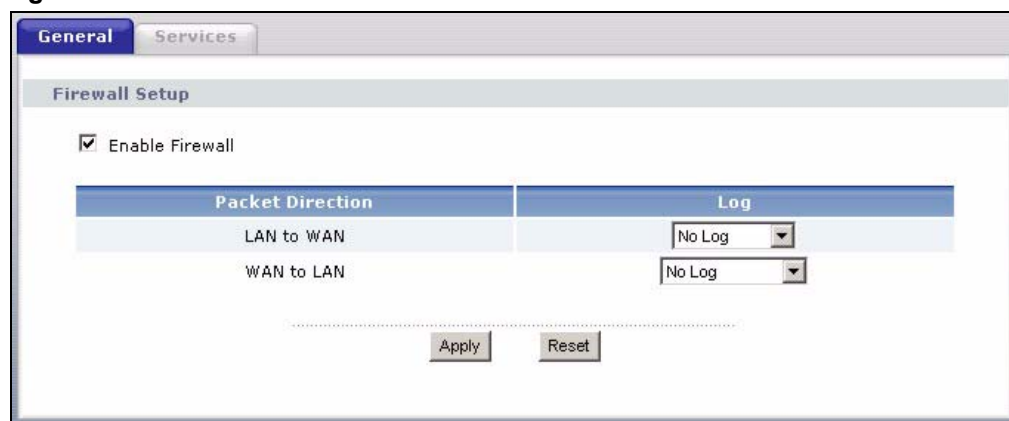 General Services
Firewall Setup
Enable Firewall
Packet Direction Log
LAN to WAN No Log
WAN to LAN No Log
Apply Reset